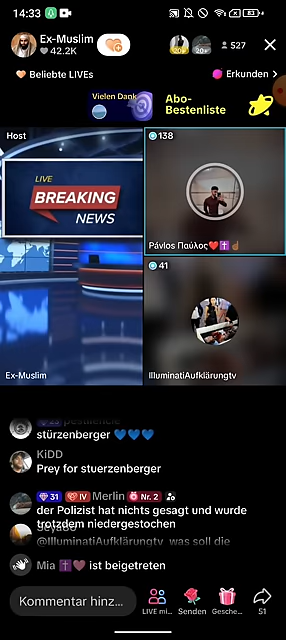 14:33
Ex-Muslim
42.2K
527
Beliebte LIVEs
Erkunden
Vielen Dank
Abo-
Bestenliste
Host
138
LIVE
BREAKING
NEWS
Pávlos Παύλος❤️✝️☝🏽
41
Ex-Muslim
IlluminatiAufklärungtv
stürzenberger 💙💙💙
KiDD
Prey for stuerzenberger
31 IV Merlin Nr. 2
der Polizist hat nichts gesagt und wurde
trotzdem niedergestochen
@IlluminatiAufklärungtv was soll die
Mia ✝️🤎 ist beigetreten
Kommentar hinz...
LIVE mi...
Senden
Gesche...
51